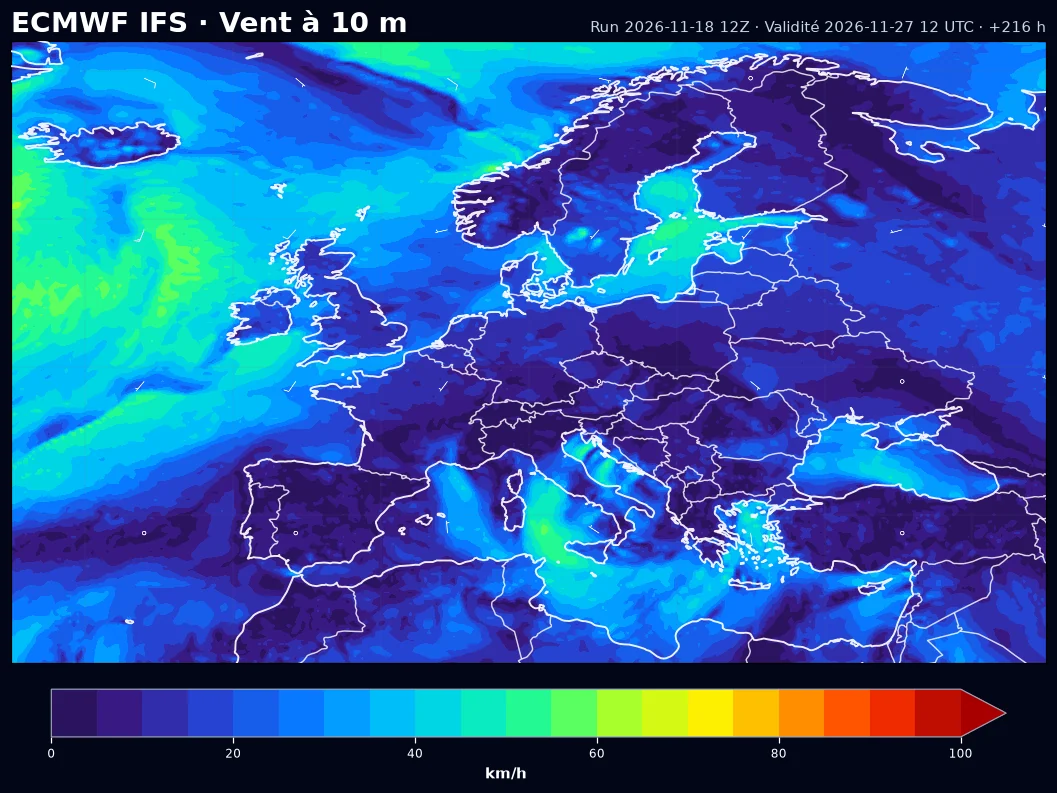 ECMWF IFS · Vent à 10 m
Run 2026-11-18 12Z · Validité 2026-11-27 12 UTC · +216 h
0 20 40 60 80 100
km/h